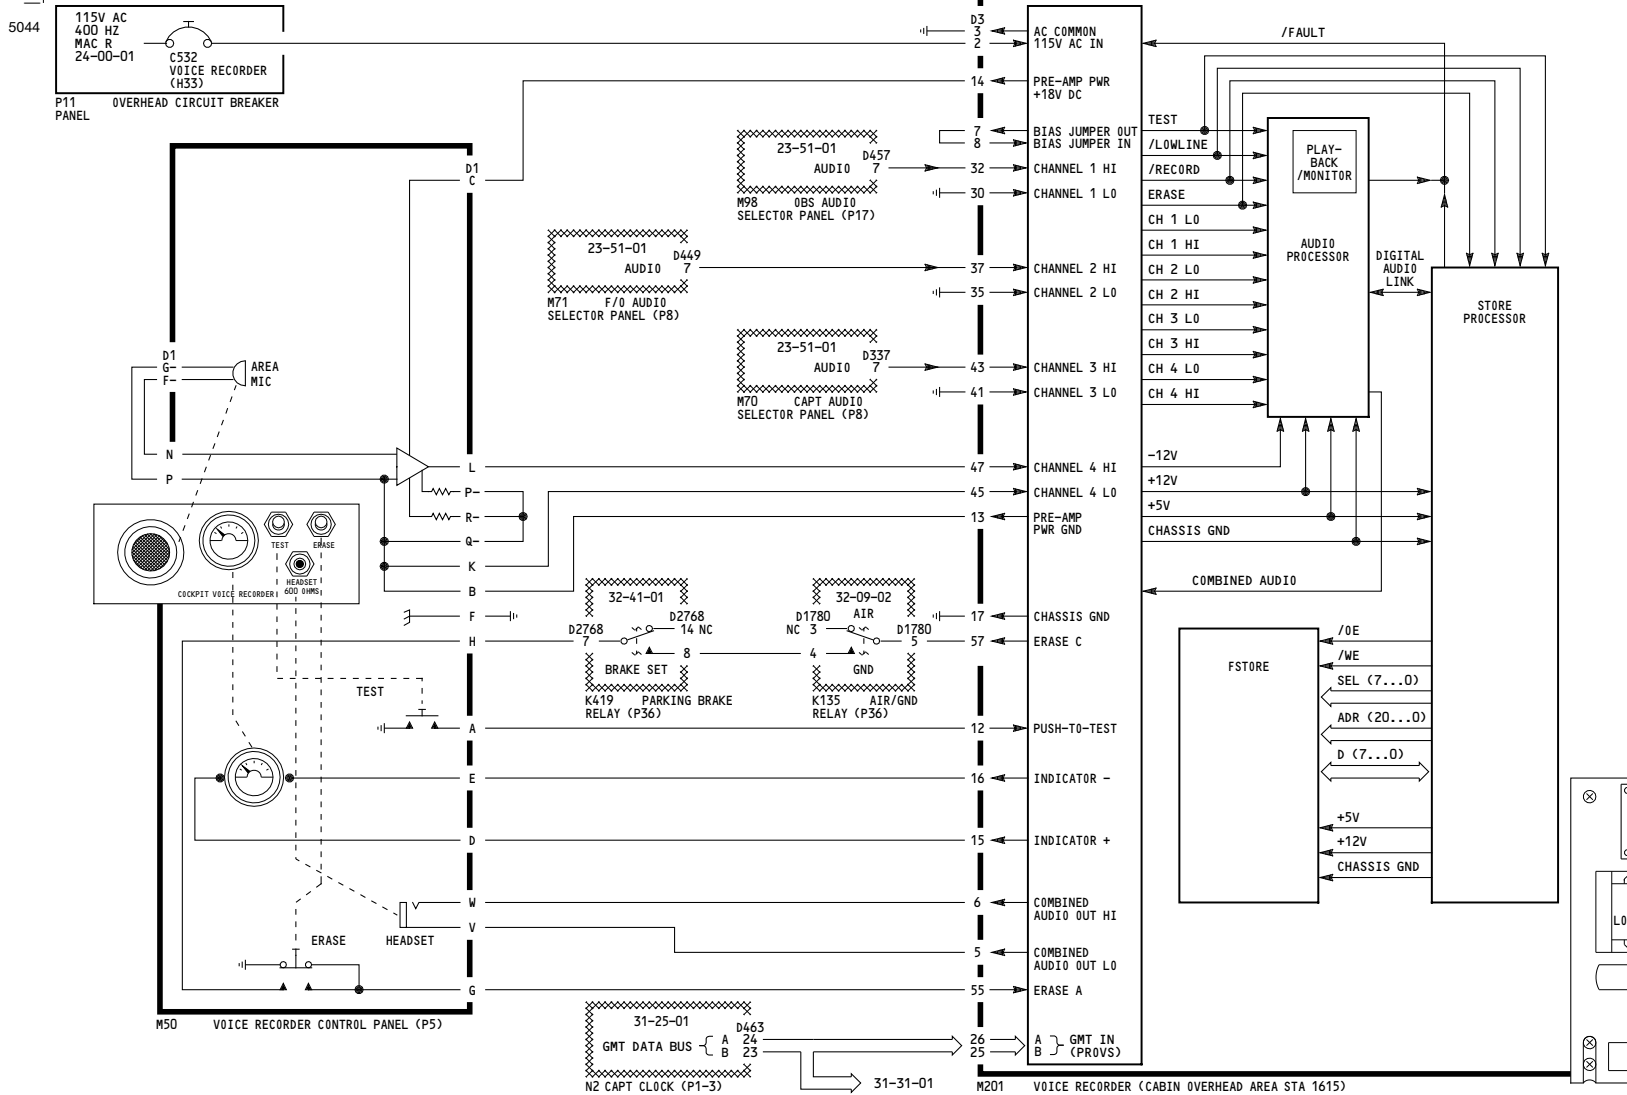 5044
115V AC
400 HZ
MAC R
24-00-01
C532
VOICE RECORDER
(H33)
P11 OVERHEAD CIRCUIT BREAKER
PANEL
D3
3 AC COMMON
2 115V AC IN
14 PRE-AMP PWR
+18V DC
7 BIAS JUMPER OUT
8 BIAS JUMPER IN
32 CHANNEL 1 HI
30 CHANNEL 1 LO
37 CHANNEL 2 HI
35 CHANNEL 2 LO
43 CHANNEL 3 HI
41 CHANNEL 3 LO
47 CHANNEL 4 HI
45 CHANNEL 4 LO
13 PRE-AMP
PWR GND
17 CHASSIS GND
57 ERASE C
12 PUSH-TO-TEST
16 INDICATOR -
15 INDICATOR +
6 COMBINED
AUDIO OUT HI
5 COMBINED
AUDIO OUT LO
55 ERASE A
26 A GMT IN
25 B (PROVS)
M201 VOICE RECORDER (CABIN OVERHEAD AREA STA 1615)
23-51-01
AUDIO
D457
7
M98 OBS AUDIO
SELECTOR PANEL (P17)
23-51-01
AUDIO
D449
7
M71 F/O AUDIO
SELECTOR PANEL (P8)
23-51-01
AUDIO
D337
7
M70 CAPT AUDIO
SELECTOR PANEL (P8)
D1
C
D1
G-
F-
AREA
MIC
N
P
L
P-
R-
Q-
K
B
F
H
A
E
D
W
V
G
TEST
ERASE
HEADSET
600 OHMS
COCKPIT VOICE RECORDER
TEST
ERASE
HEADSET
M50 VOICE RECORDER CONTROL PANEL (P5)
32-41-01
D2768
7
D2768
14 NC
8
BRAKE SET
K419 PARKING BRAKE
RELAY (P36)
32-09-02
AIR
D1780
NC 3
4
D1780
5
GND
K135 AIR/GND
RELAY (P36)
31-25-01
GMT DATA BUS
D463
A 24
B 23
N2 CAPT CLOCK (P1-3)
31-31-01
/FAULT
TEST
/LOWLINE
/RECORD
ERASE
CH 1 LO
CH 1 HI
CH 2 LO
CH 2 HI
CH 3 LO
CH 3 HI
CH 4 LO
CH 4 HI
-12V
+12V
+5V
CHASSIS GND
COMBINED AUDIO
PLAY-
BACK
/MONITOR
AUDIO
PROCESSOR
DIGITAL
AUDIO
LINK
STORE
PROCESSOR
FSTORE
/OE
/WE
SEL (7...0)
ADR (20...0)
D (7...0)
+5V
+12V
CHASSIS GND
LO